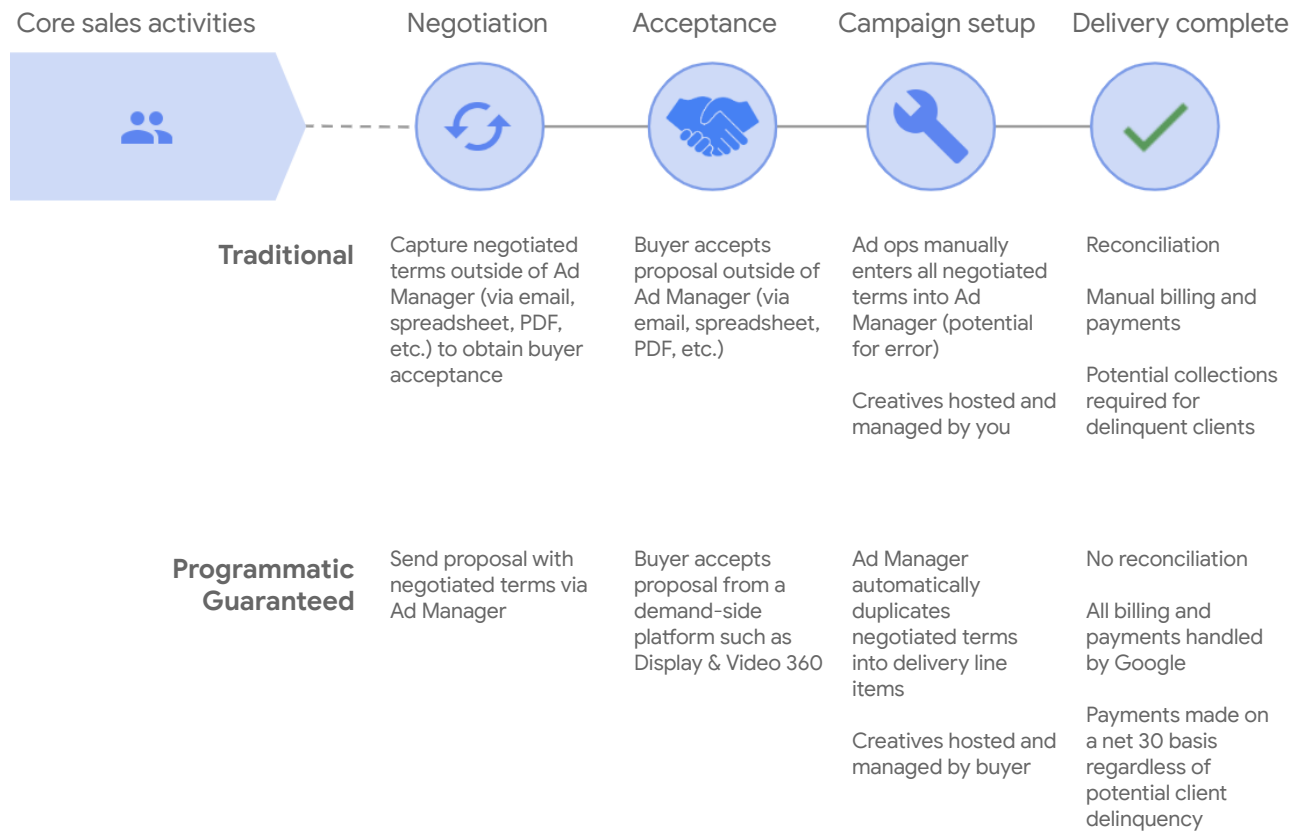 Core sales activities
Negotiation
Acceptance
Campaign setup
Delivery complete
Traditional
Capture negotiated
terms outside of Ad
Manager (via email,
spreadsheet, PDF,
etc.) to obtain buyer
acceptance
Buyer accepts
proposal outside of
Ad Manager (via
email, spreadsheet,
PDF, etc.)
Ad ops manually
enters all negotiated
terms into Ad
Manager (potential
for error)
Creatives hosted and
managed by you
Reconciliation
Manual billing and
payments
Potential collections
required for
delinquent clients
Programmatic
Guaranteed
Send proposal with
negotiated terms via
Ad Manager
Buyer accepts
proposal from a
demand-side
platform such as
Display & Video 360
Ad Manager
automatically
duplicates
negotiated terms
into delivery line
items
Creatives hosted and
managed by buyer
No reconciliation
All billing and
payments handled
by Google
Payments made on
a net 30 basis
regardless of
potential client
delinquency